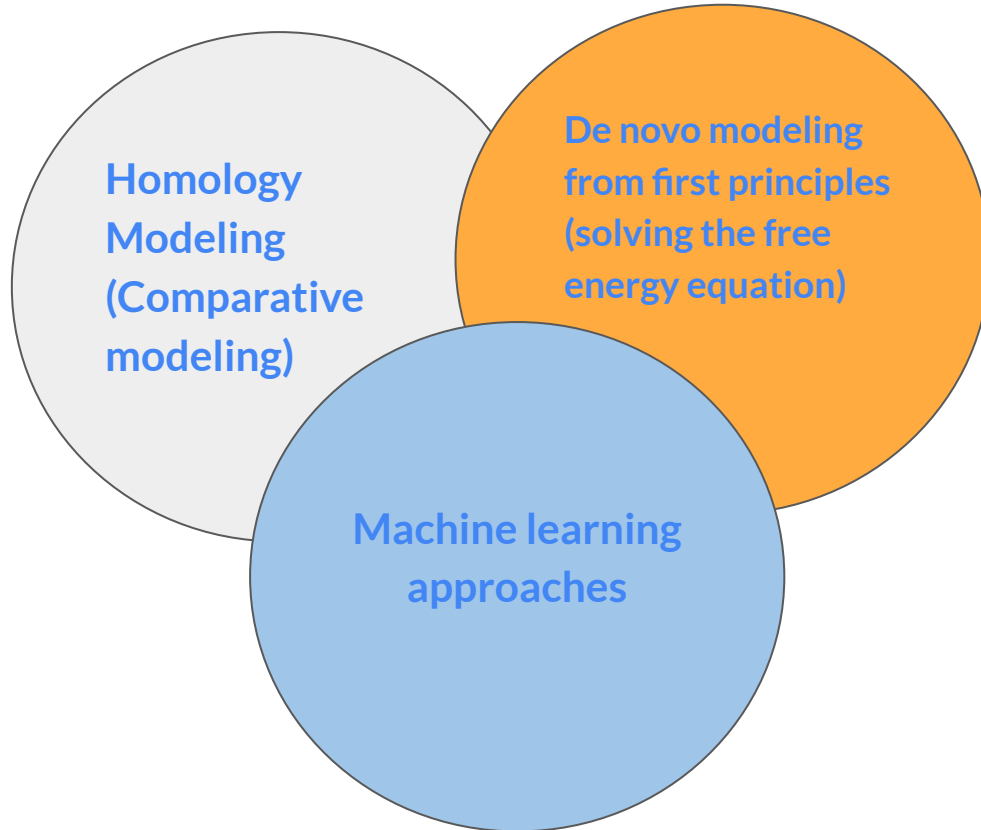 Homology
Modeling
(Comparative
modeling)
De novo modeling
from first principles
(solving the free
energy equation)
Machine learning
approaches